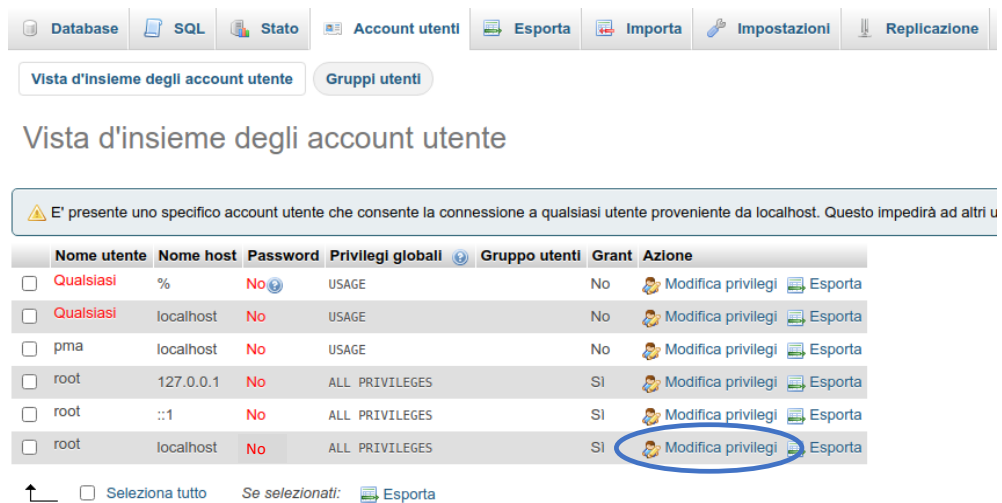 Database SQL Stato Account utenti Esporta Importa Impostazioni Replicazione
Vista d'insieme degli account utente Gruppi utenti
Vista d'insieme degli account utente
E' presente uno specifico account utente che consente la connessione a qualsiasi utente proveniente da localhost. Questo impedirà ad altri u
Nome utente Nome host Password Privilegi globali Gruppo utenti Grant Azione
Qualsiasi % No USAGE No Modifica privilegi Esporta
Qualsiasi localhost No USAGE No Modifica privilegi Esporta
pma localhost No USAGE No Modifica privilegi Esporta
root 127.0.0.1 No ALL PRIVILEGES Sì Modifica privilegi Esporta
root ::1 No ALL PRIVILEGES Sì Modifica privilegi Esporta
root localhost No ALL PRIVILEGES Sì Modifica privilegi Esporta
Seleziona tutto Se selezionati: Esporta